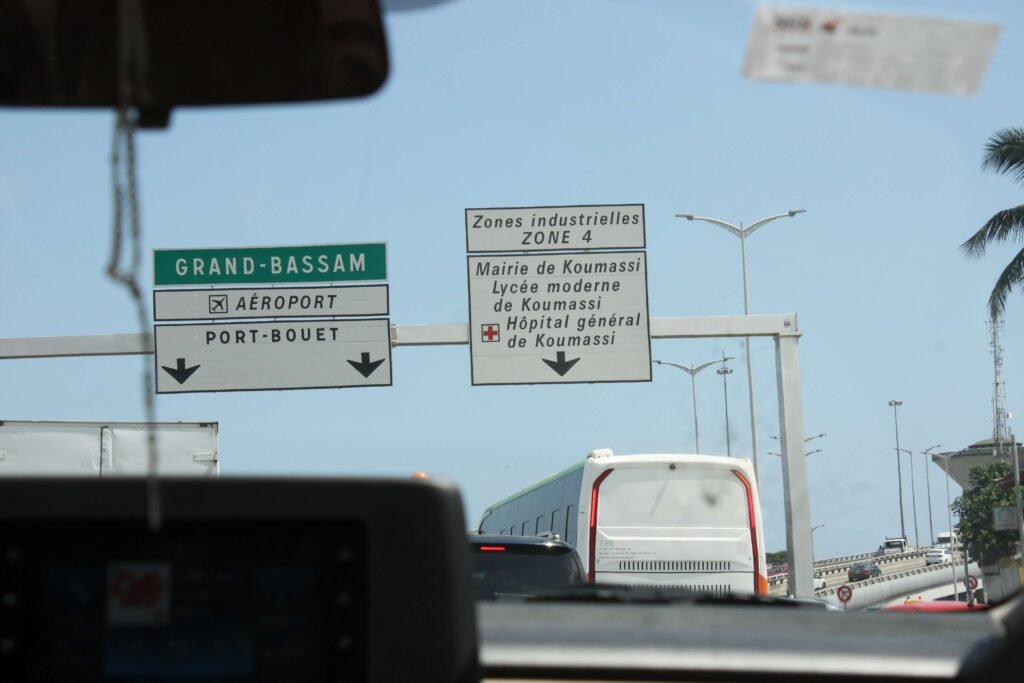 GRAND-BASSAM
AÉROPORT
PORT-BOUET
Zones industrielles
ZONE 4
Mairie de Koumassi
Lycée moderne
de Koumassi
Hôpital général
de Koumassi